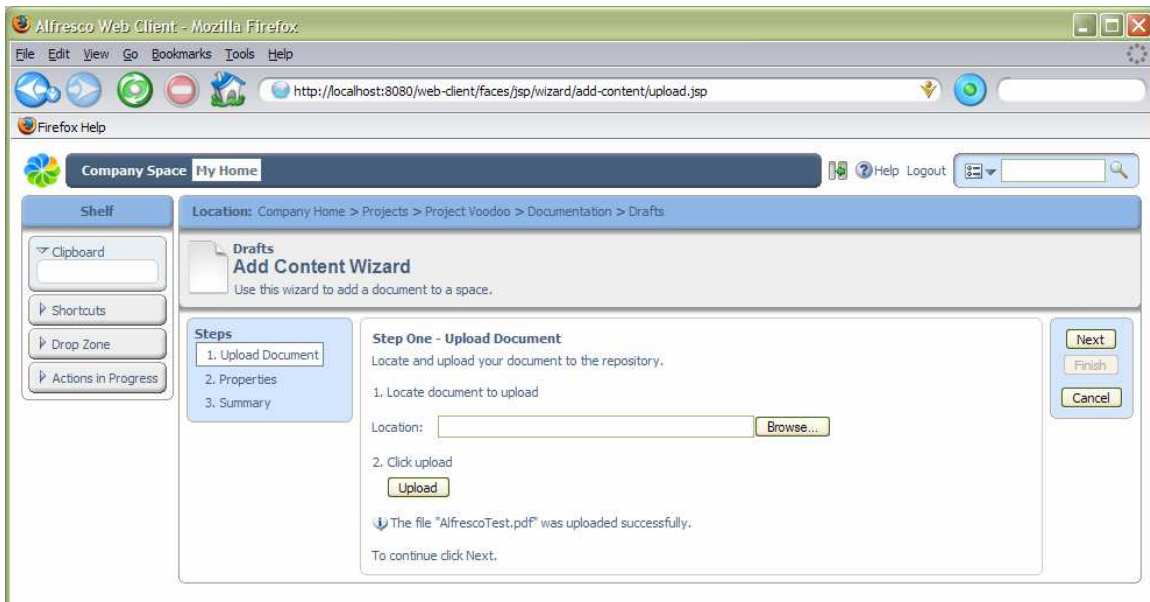 Alfresco Web Client - Mozilla Firefox
File Edit View Go Bookmarks Tools Help
http://localhost:8080/web-client/faces/jsp/wizard/add-content/upload.jsp
Firefox Help
Company Space My Home Help Logout
Shelf
Location: Company Home > Projects > Project Voodoo > Documentation > Drafts
Clipboard
Shortcuts
Drop Zone
Actions in Progress
Drafts
Add Content Wizard
Use this wizard to add a document to a space.
Steps
1. Upload Document
2. Properties
3. Summary
Step One - Upload Document
Locate and upload your document to the repository.
1. Locate document to upload
Location: Browse...
2. Click upload
Upload
The file "AlfrescoTest.pdf" was uploaded successfully.
To continue click Next.
Next
Finish
Cancel